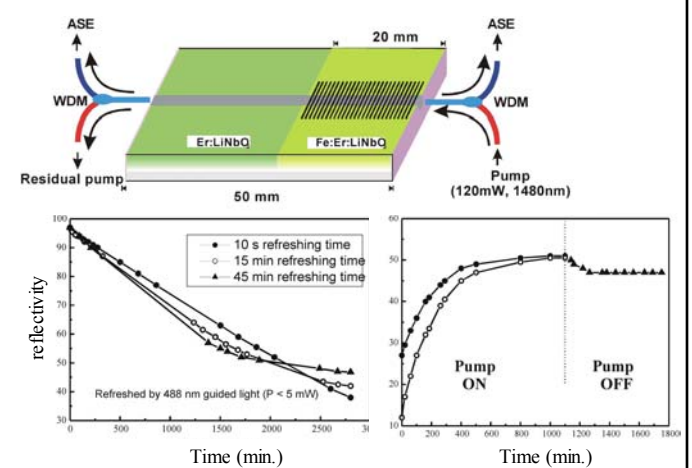 ASE
20 mm
ASE
WDM
WDM
Er:LiNbO
Fe:Er:LiNbO
Residual pump
50 mm
Pump
(120mW, 1480nm)
100
90
80
70
60
50
40
30
reflectivity
10 s refreshing time
15 min refreshing time
45 min refreshing time
Refreshed by 488 nm guided light (P < 5 mW)
0 500 1000 1500 2000 2500
Time (min.)
60
50
40
30
20
10
Pump
ON
Pump
OFF
0 200 400 600 800 1000 1200 1400 1600 1800
Time (min.)